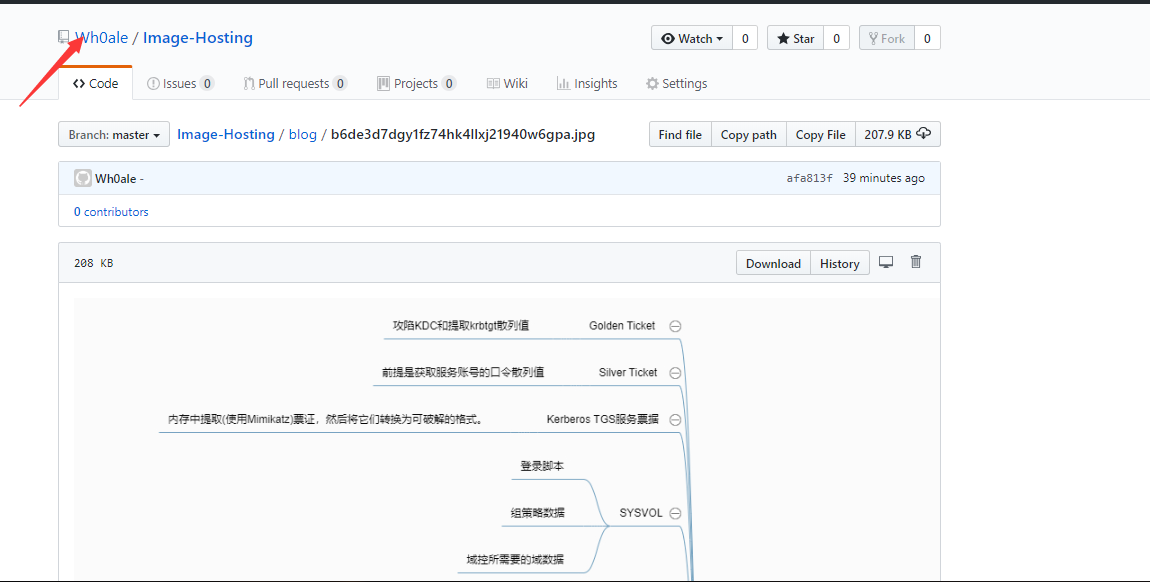 Wh0ale / Image-Hosting
Watch 0 Star 0 Fork 0
Code Issues 0 Pull requests 0 Projects 0 Wiki Insights Settings
Branch: master Image-Hosting / blog / b6de3d7dgy1fz74hk4llxj21940w6gpa.jpg Find file Copy path Copy File 207.9 KB
Wh0ale - afa813f 39 minutes ago
0 contributors
208 KB Download History
攻陷KDC和提取krbtgt散列值 Golden Ticket
前提是获取服务账号的口令散列值 Silver Ticket
内存中提取(使用Mimikatz)票证，然后将它们转换为可破解的格式。 Kerberos TGS服务票据
登录脚本
组策略数据 SYSVOL
域控所需要的域数据